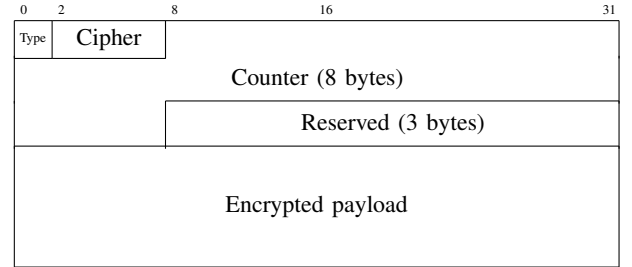 0 2 8 16 31
Type Cipher
Counter (8 bytes)
Reserved (3 bytes)
Encrypted payload